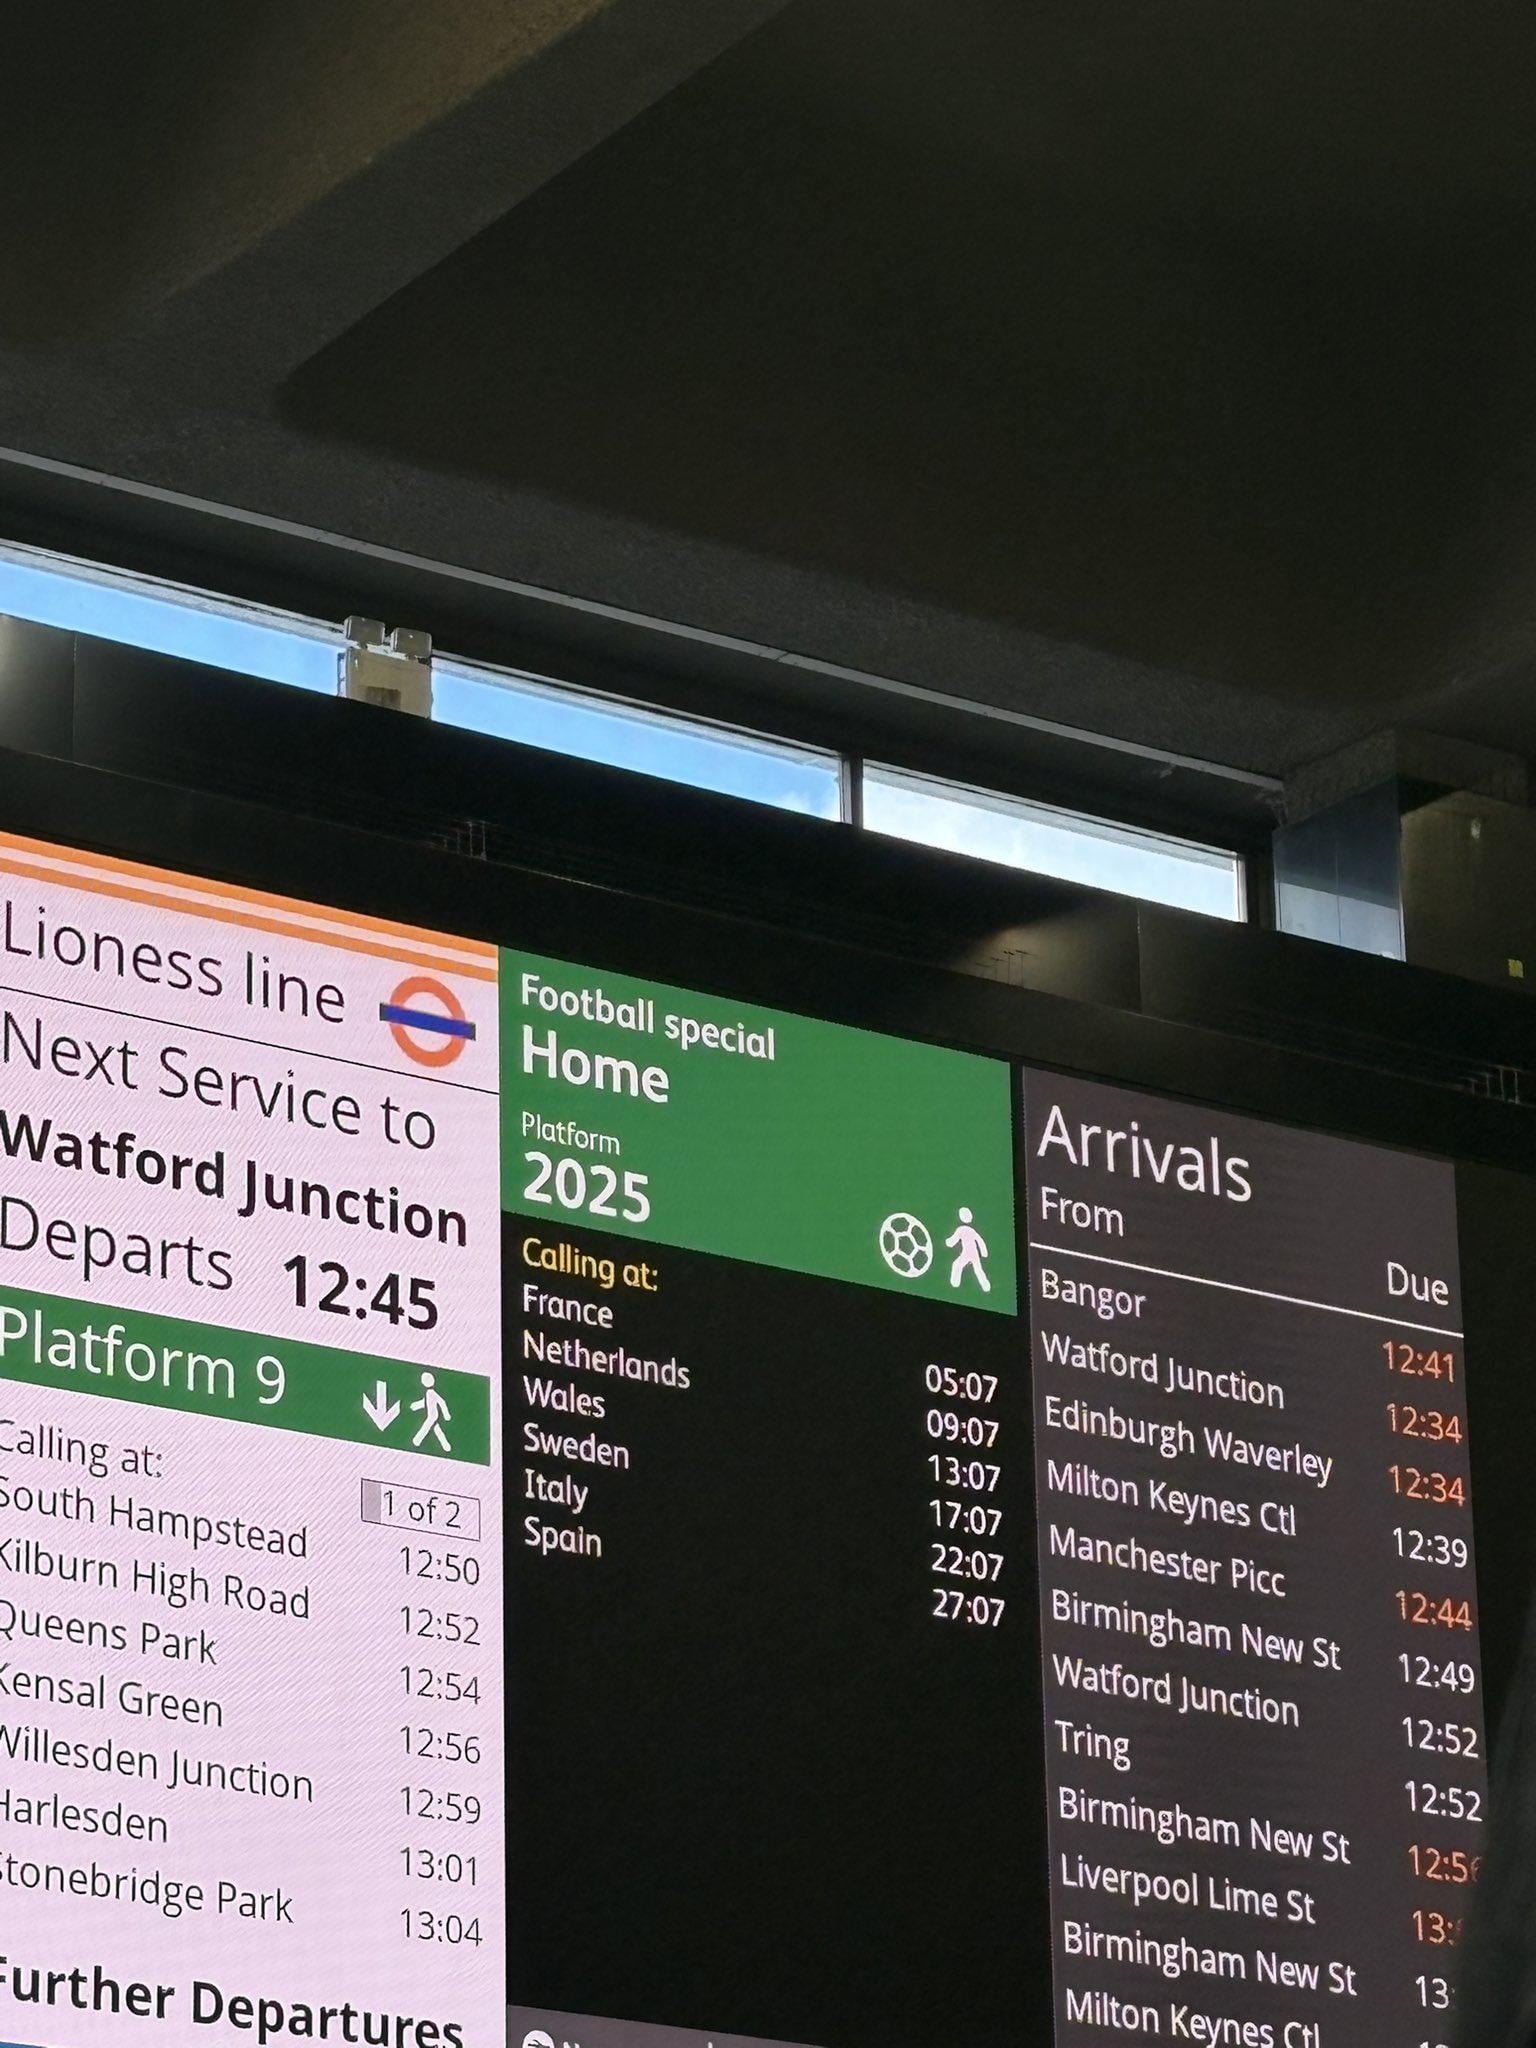 Lioness line
Next Service to
Watford Junction
Departs 12:45
Platform 9
Calling at:
1 of 2
South Hampstead 12:50
Kilburn High Road 12:52
Queens Park 12:54
Kensal Green 12:56
Willesden Junction 12:59
Harlesden 13:01
Stonebridge Park 13:04
Further Departures
Football special
Home
Platform
2025
Calling at:
France 05:07
Netherlands 09:07
Wales 13:07
Sweden 17:07
Italy 22:07
Spain 27:07
Arrivals
From Due
Bangor 12:41
Watford Junction 12:34
Edinburgh Waverley 12:34
Milton Keynes Ctl 12:39
Manchester Picc 12:44
Birmingham New St 12:49
Watford Junction 12:52
Tring 12:52
Birmingham New St 12:56
Liverpool Lime St 13:
Birmingham New St 13
Milton Keynes Ctl